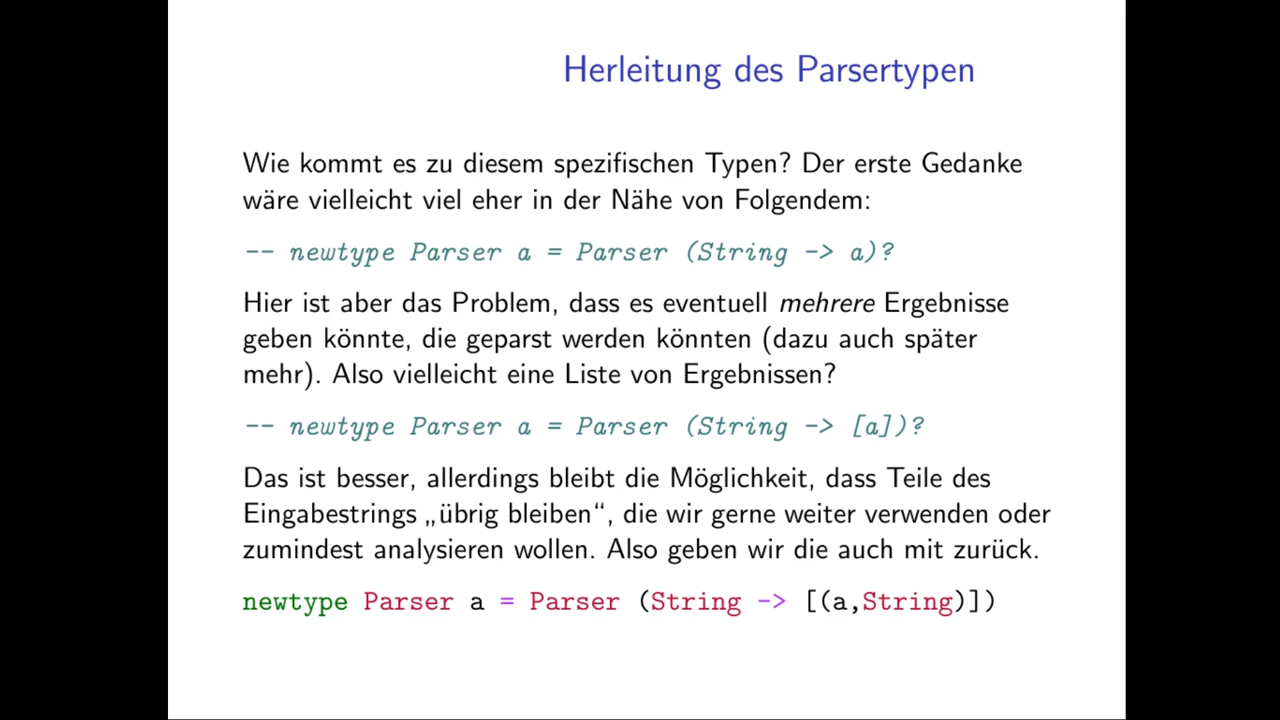 Herleitung des Parsertypen
Wie kommt es zu diesem spezifischen Typen? Der erste Gedanke
wäre vielleicht viel eher in der Nähe von Folgendem:
-- newtype Parser a = Parser (String -> a)?
Hier ist aber das Problem, dass es eventuell mehrere Ergebnisse
geben könnte, die geparst werden könnten (dazu auch später
mehr). Also vielleicht eine Liste von Ergebnissen?
-- newtype Parser a = Parser (String -> [a])?
Das ist besser, allerdings bleibt die Möglichkeit, dass Teile des
Eingabestrings „übrig bleiben“, die wir gerne weiter verwenden oder
zumindest analysieren wollen. Also geben wir die auch mit zurück.
newtype Parser a = Parser (String -> [(a,String)])